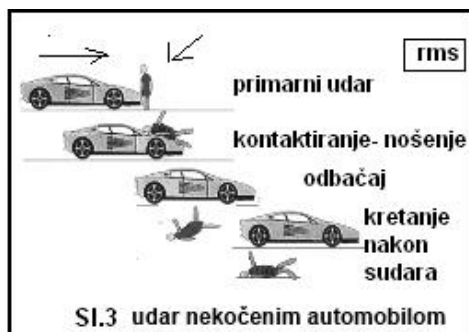 rms
primarni udar
kontaktiranje- nošenje
odbačaj
kretanje
nakon
sudara
Sl.3 udar nekočenim automobilom